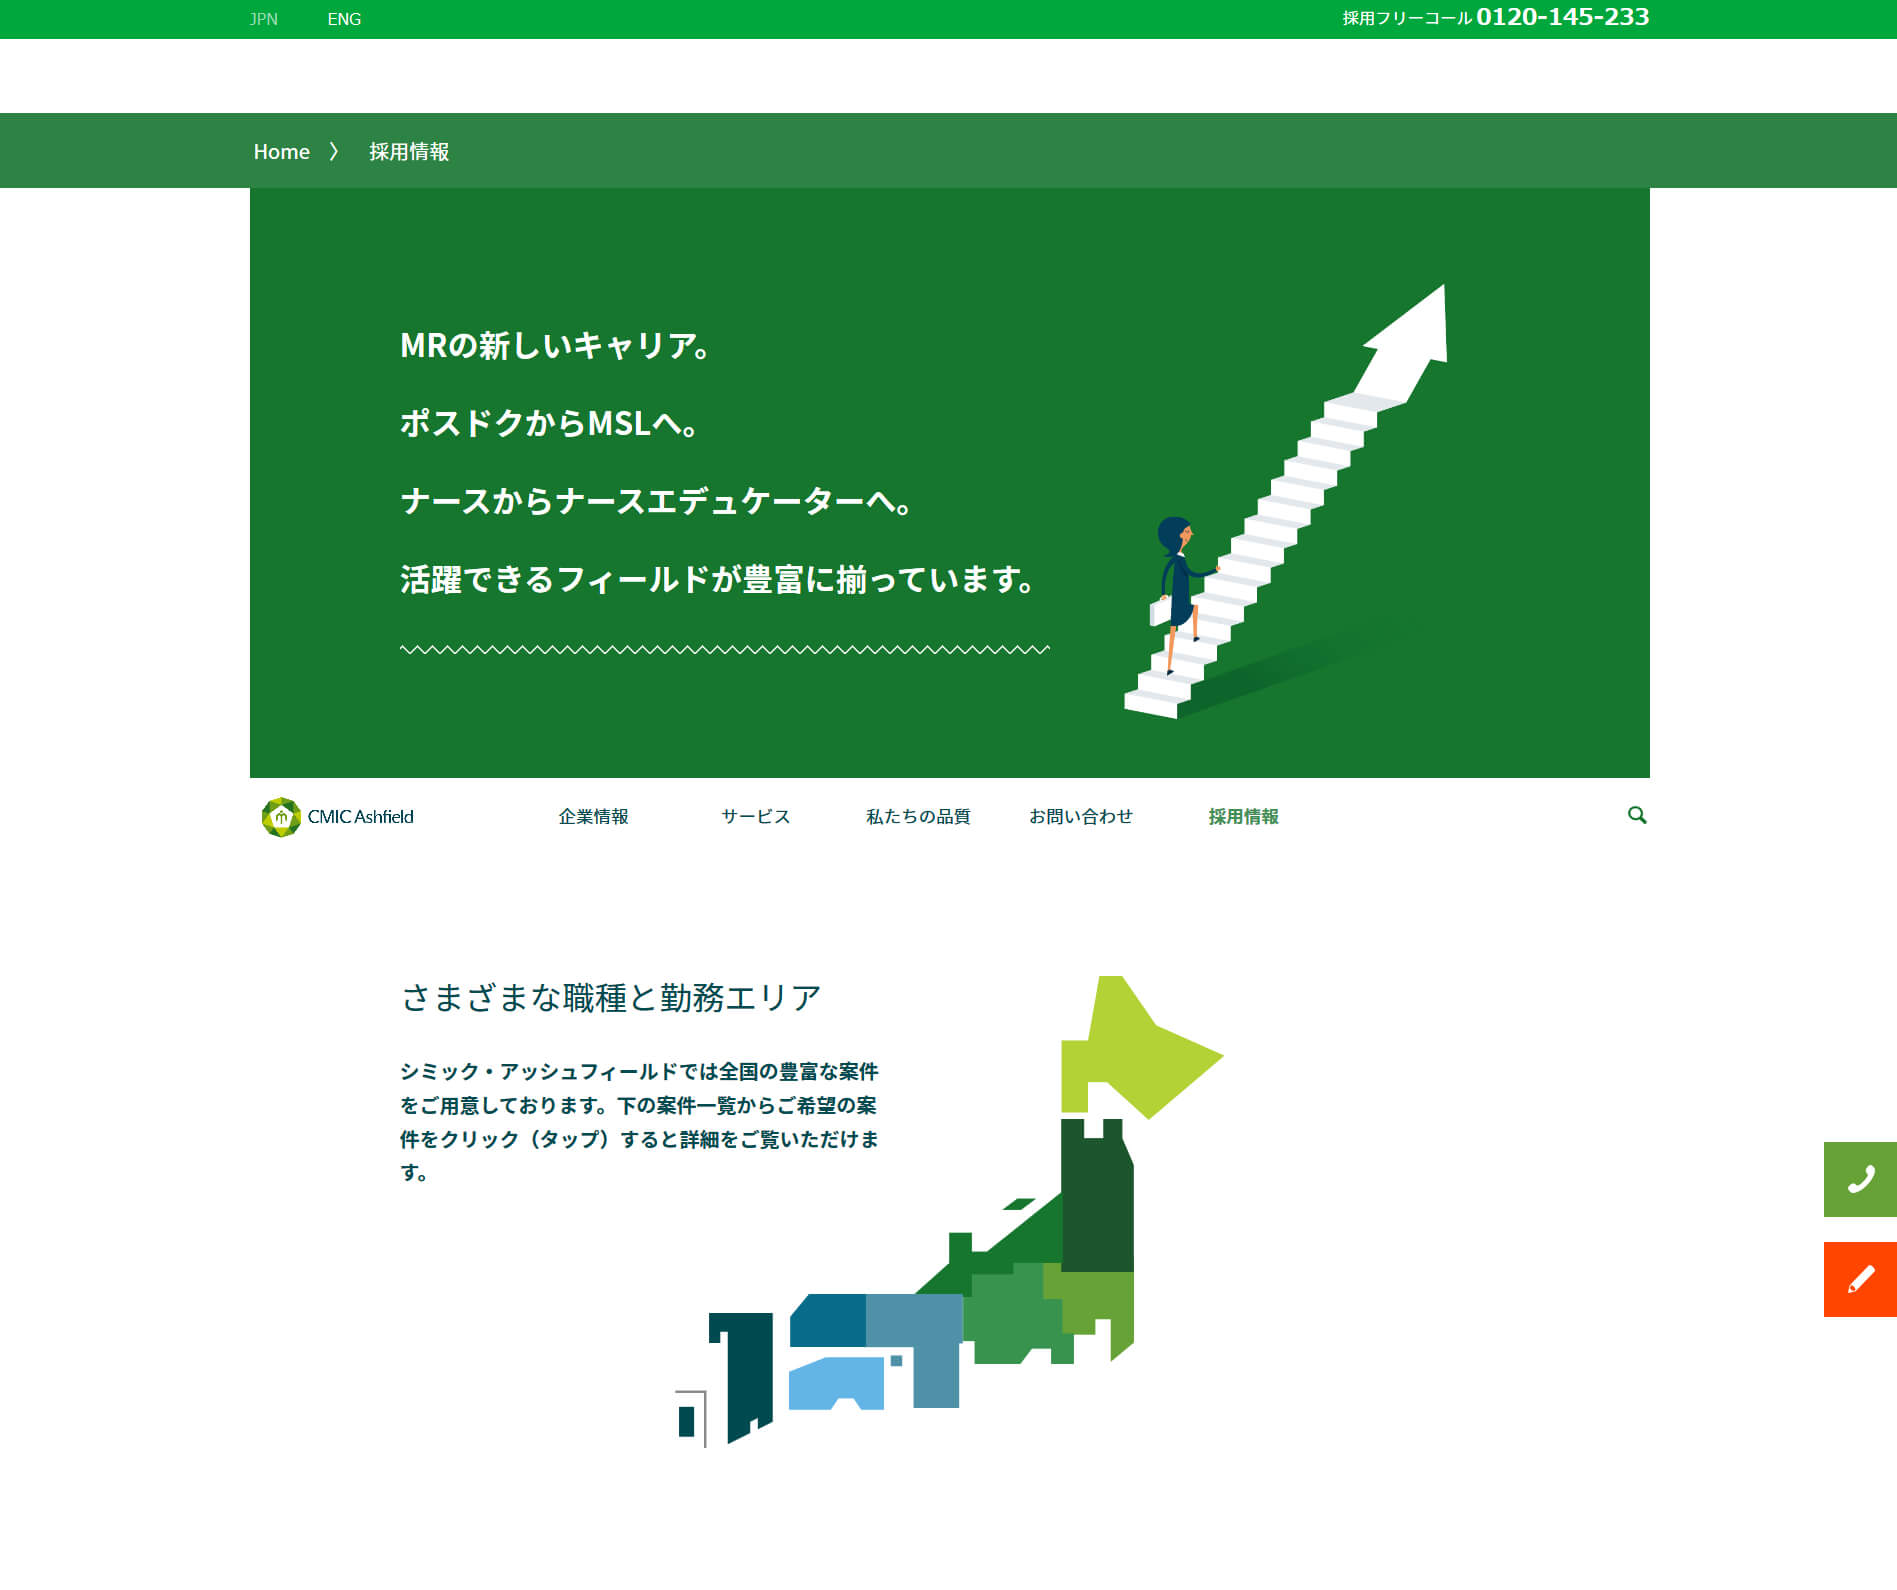 JPN ENG 採用フリーコール 0120-145-233
Home 〉 採用情報
MRの新しいキャリア。
ポスドクからMSLへ。
ナースからナースエデュケーターへ。
活躍できるフィールドが豊富に揃っています。
CMIC Ashfield 企業情報 サービス 私たちの品質 お問い合わせ 採用情報
さまざまな職種と勤務エリア
シミック・アッシュフィールドでは全国の豊富な案件
をご用意しております。下の案件一覧からご希望の案
件をクリック（タップ）すると詳細をご覧いただけま
す。